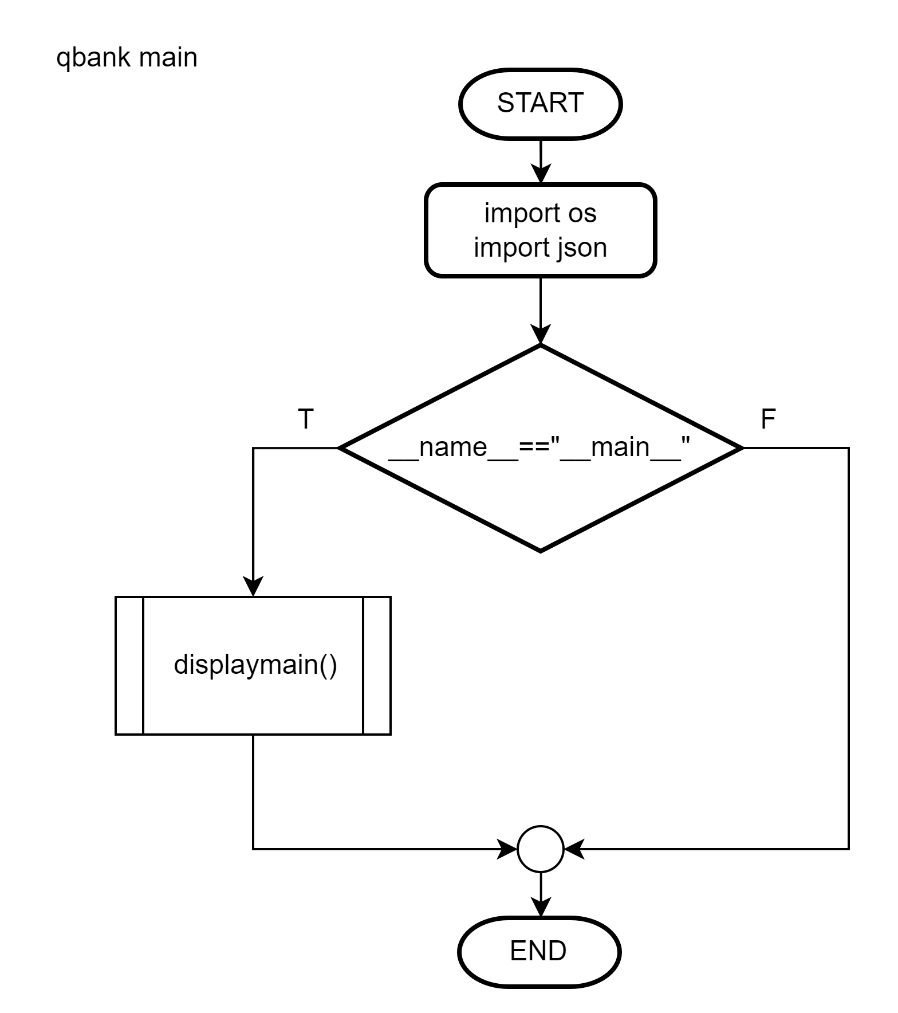 qbank main
START
import os
import json
T
F
__name__=="__main__"
displaymain()
END